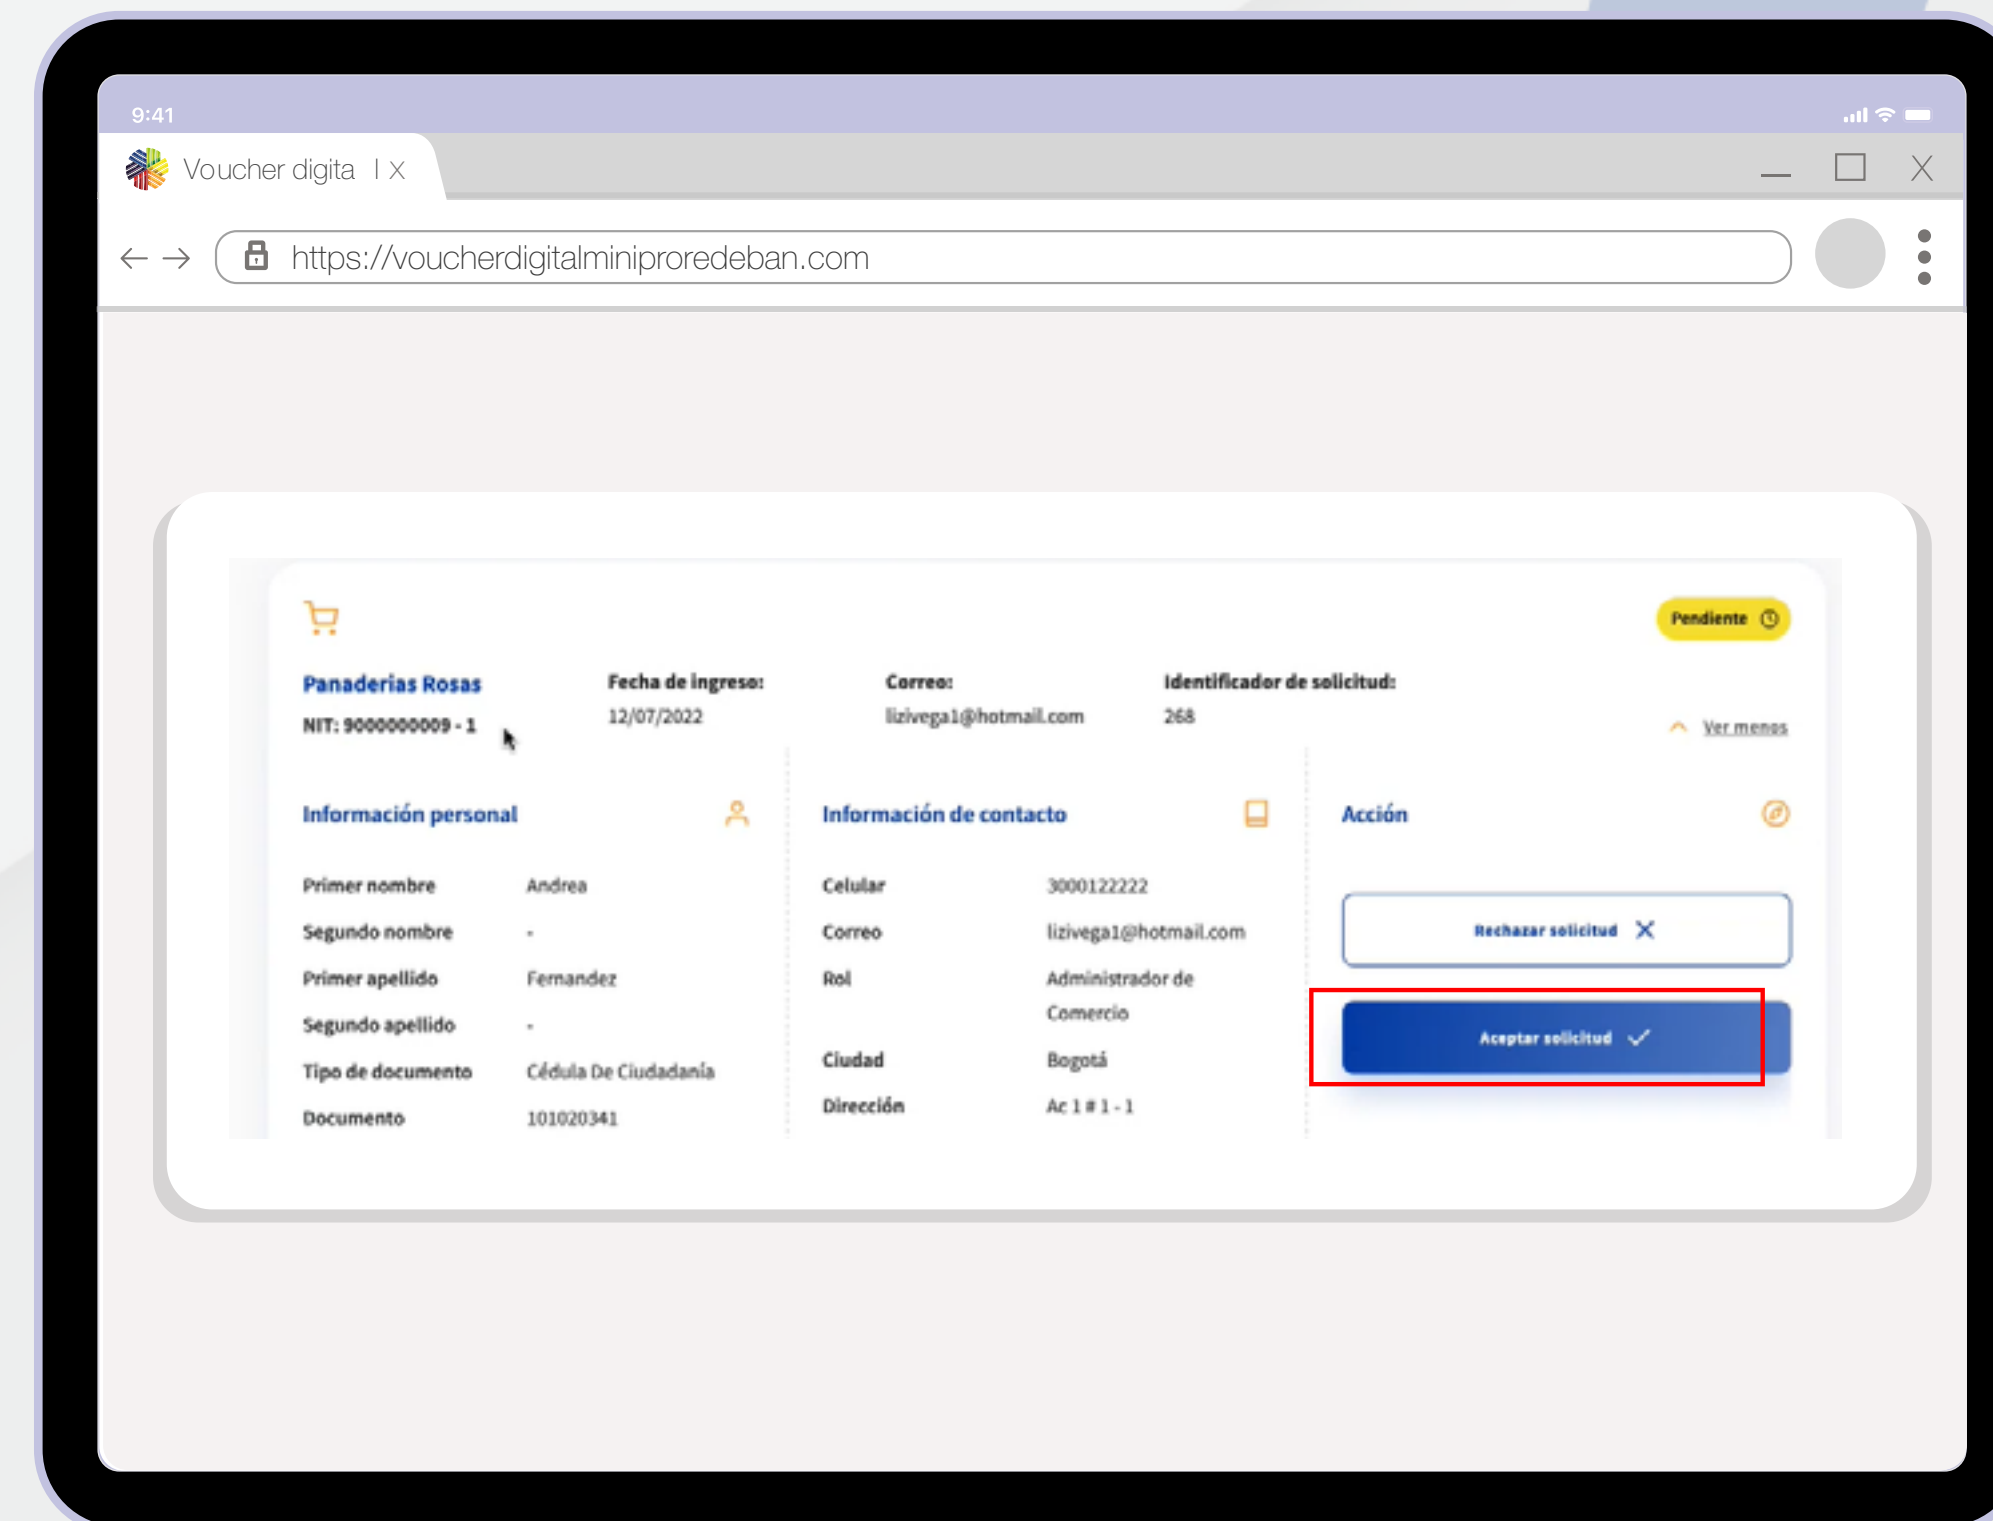 9:41
Voucher digita l X
X
https://voucherdigitalminiproredeban.com
Pendiente
Panaderias Rosas
NIT: 9000000009 - 1
Fecha de ingreso:
12/07/2022
Correo:
lizivega1@hotmail.com
Identificador de solicitud:
268
Ver menos
Información personal
Primer nombre Andrea
Segundo nombre -
Primer apellido Fernandez
Segundo apellido -
Tipo de documento Cédula De Ciudadanía
Documento 101020341
Información de contacto
Celular 3000122222
Correo lizivega1@hotmail.com
Rol Administrador de
Comercio
Ciudad Bogotá
Dirección Ac 1 # 1 - 1
Acción
Rechazar solicitud
Aceptar solicitud